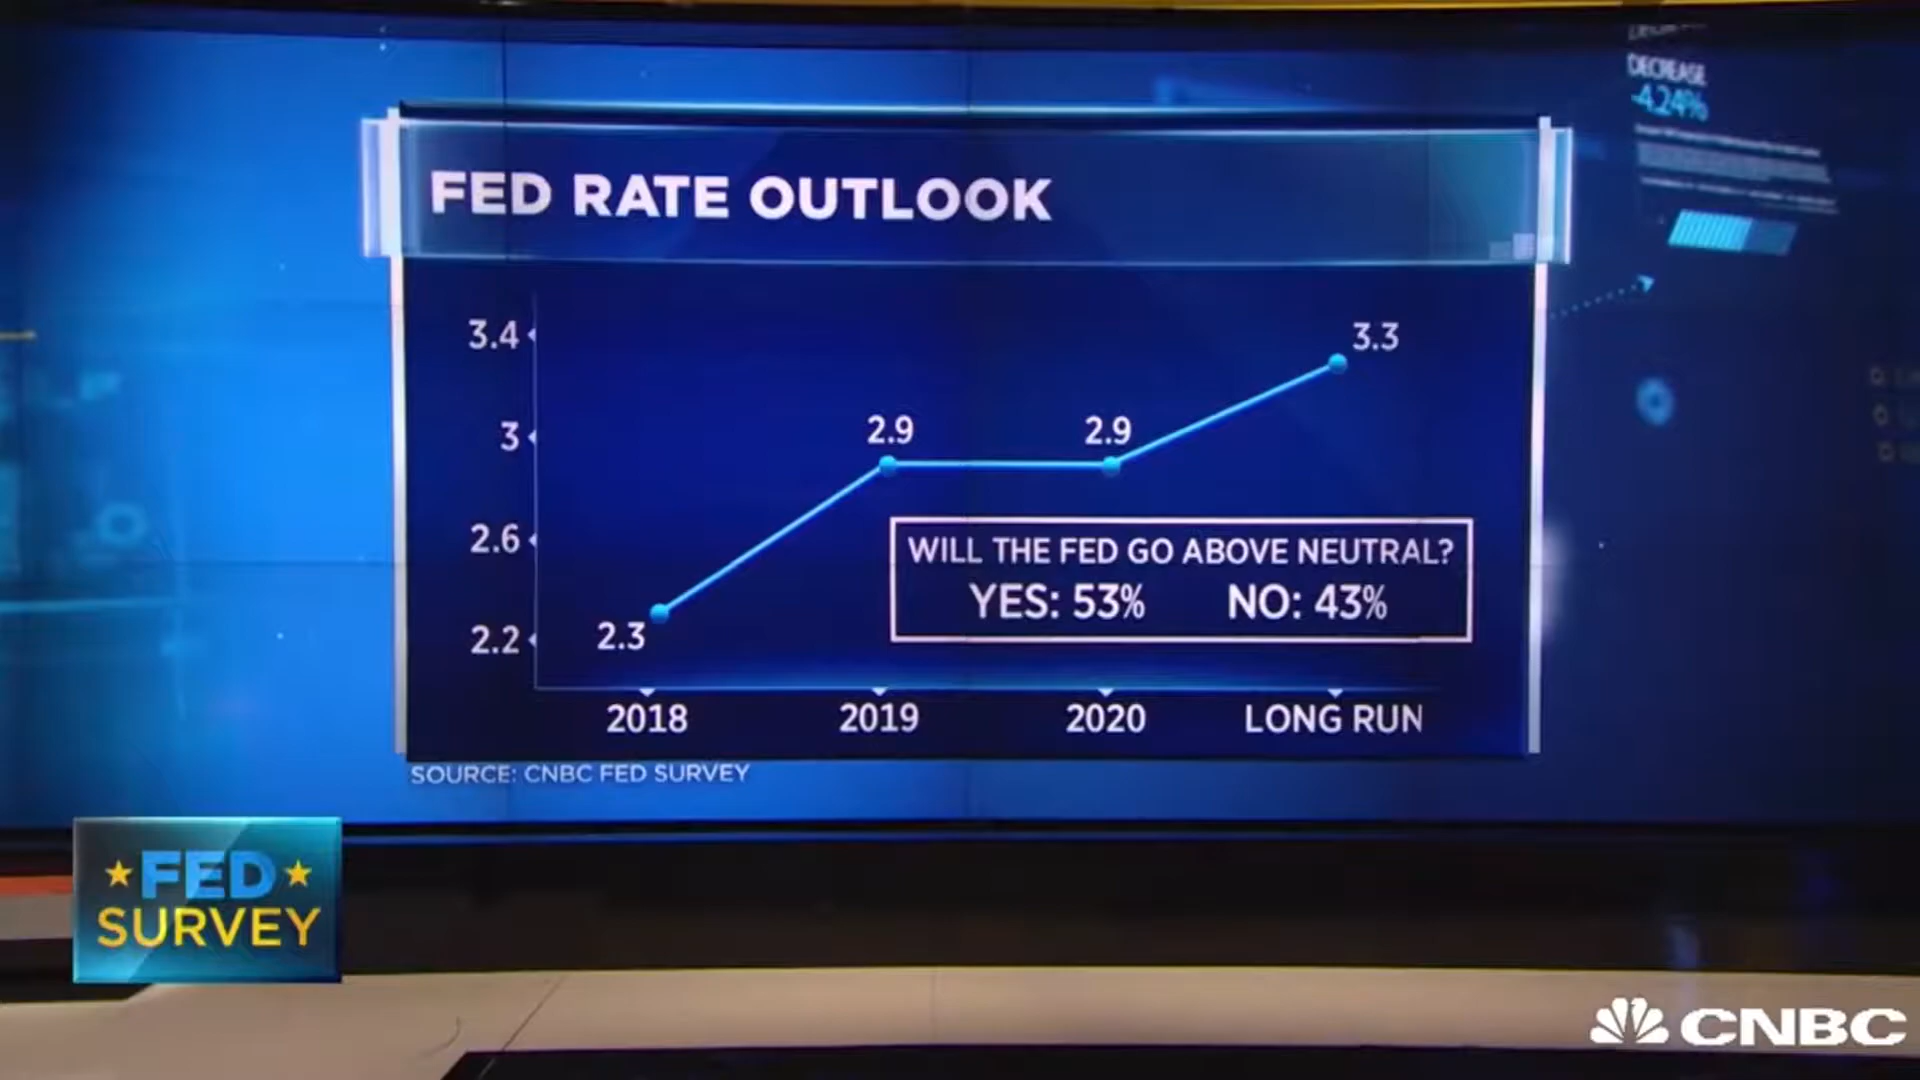 DECREASE
-4.24%
FED RATE OUTLOOK
3.4
3
2.6
2.2
2.3
2.9
2.9
3.3
WILL THE FED GO ABOVE NEUTRAL?
YES: 53% NO: 43%
2018 2019 2020 LONG RUN
SOURCE: CNBC FED SURVEY
FED
SURVEY
CNBC